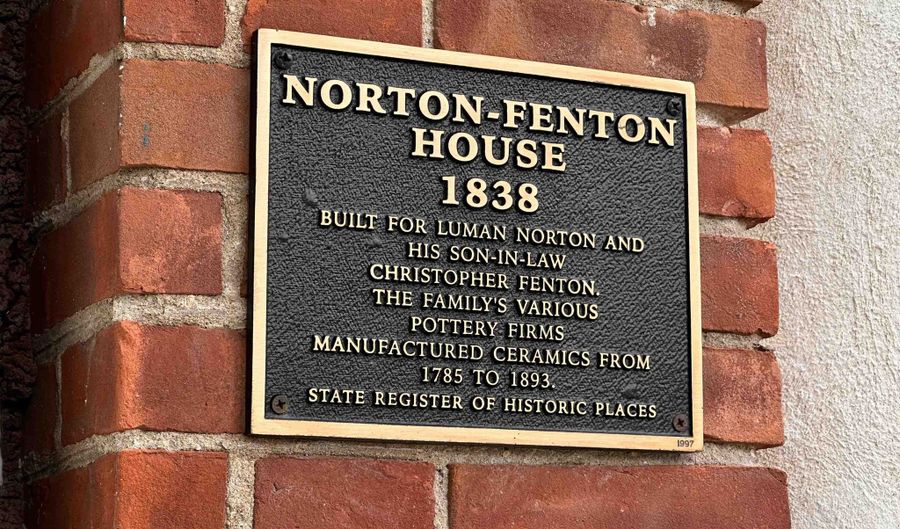 NORTON-FENTON
HOUSE
1838
BUILT FOR LUMAN NORTON AND
HIS SON-IN-LAW
CHRISTOPHER FENTON.
THE FAMILY'S VARIOUS
POTTERY FIRMS
MANUFACTURED CERAMICS FROM
1785 TO 1893.
STATE REGISTER OF HISTORIC PLACES
1997